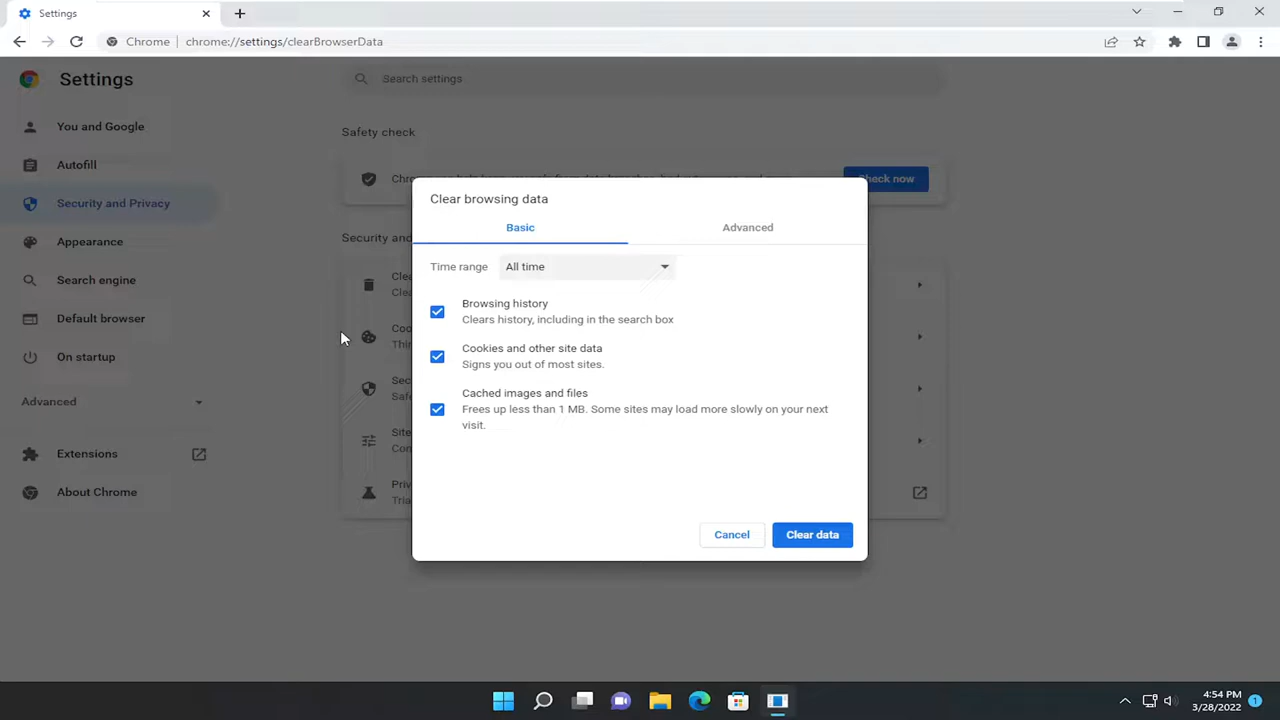 Settings
Chrome | chrome://settings/clearBrowserData
Settings
Search settings
You and Google
Autofill
Security and Privacy
Appearance
Search engine
Default browser
On startup
Advanced
Extensions
About Chrome
Safety check
Check now
Security and
Clear browsing data
Basic
Advanced
Time range
All time
Browsing history
Clears history, including in the search box
Cookies and other site data
Signs you out of most sites.
Cached images and files
Frees up less than 1 MB. Some sites may load more slowly on your next
visit.
Cancel
Clear data
4:54 PM
3/28/2022
1